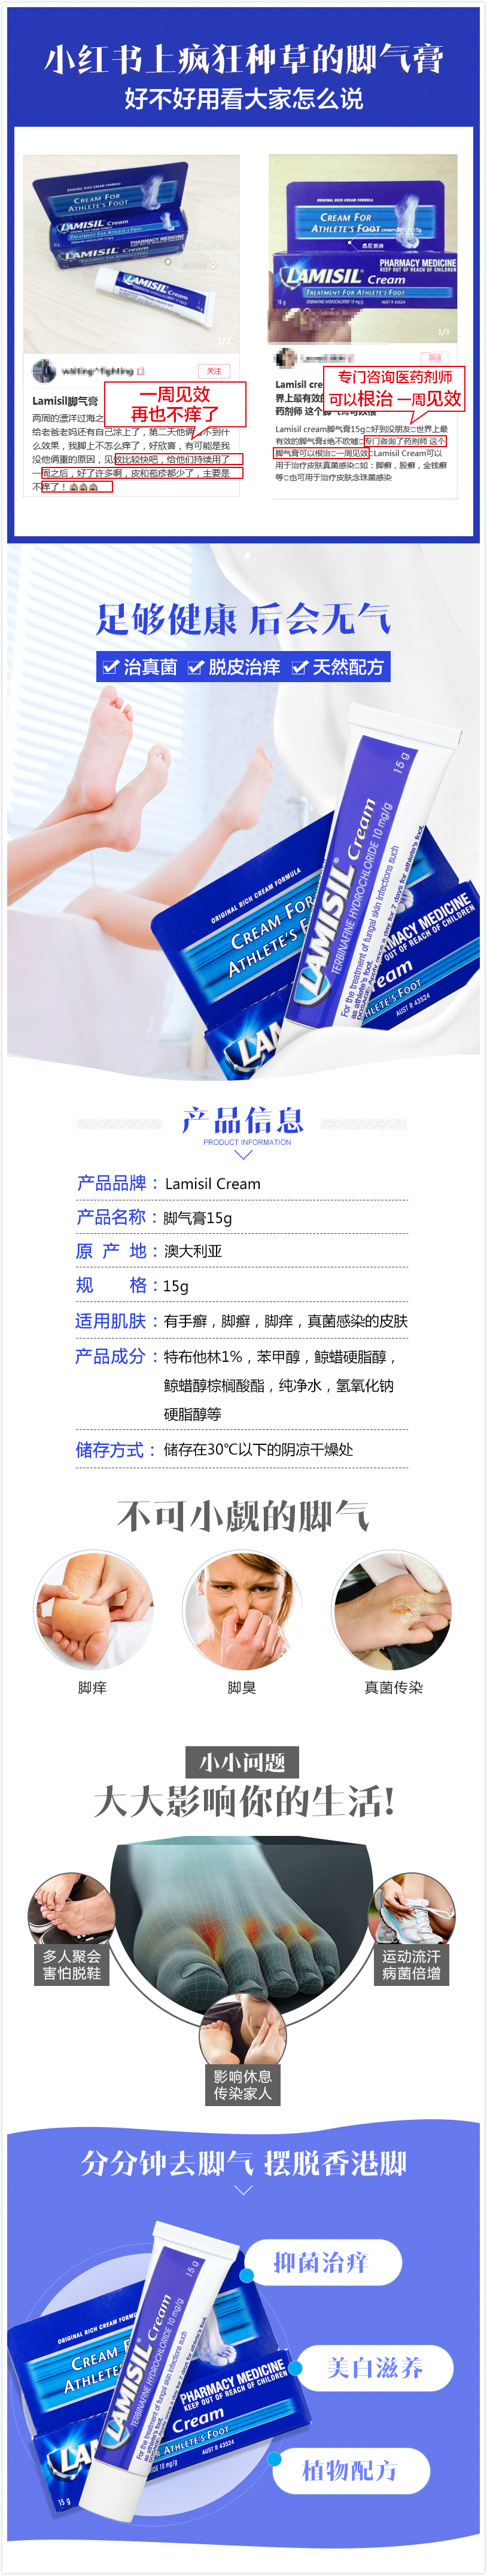 小红书上疯狂种草的脚气膏
好不好用看大家怎么说
ORIGINAL RICH CREAM FORMULA
CREAM FOR
ATHLETE'S FOOT
LAMISIL Cream
PHARMACY MEDICINE
LAMISIL Cream
1/3
关注
Lamisil脚气膏
一周见效
再也不痒了
两周的漂洋过海之
给老爸老妈还有自己涂上了，第二天他俩
么效果，我脚上不怎么痒了，好欣喜，有可能是我
没他俩重的原因，见效比较快吧，给他们持续用了
一周之后，好了许多啊，皮和苞疹都少了，主要是
不痒了！
CREAM FOR
ATHLETE'S FOOT
PHARMACY MEDICINE
KEEP OUT OF REACH OF CHILDREN
LAMISIL Cream
TREATMENT FOR ATHLETE'S FOOT
15 g
AUST R 43524
1/3
专门咨询医药剂师
可以根治 一周见效
Lamisil cre
界上最有效
药剂师 这个
Lamisil cream脚气膏15g□好到没朋友□世界上最
有效的脚气膏¢绝不吹嘘□专门咨询了药剂师 这个
脚气膏可以根治□一周见效□Lamisil Cream可以
用于治疗皮肤真菌感染□如：脚癣，股癣，金钱癣
等□也可用于治疗皮肤念珠菌感染
足够健康 后会无气
治真菌
脱皮治痒
天然配方
ORIGINAL RICH CREAM FORMULA
CREAM FOR
ATHLETE'S FOOT
15 g
LAMISIL® Cream
TERBINAFINE HYDROCHLORIDE 10 mg/g
For the treatment of fungal skin infections such
as athlete's foot.
MACY MEDICINE
OUT OF REACH OF CHILDREN
LAM
eam
THLETE'S FOOT
AUST R 43524
产品信息
PRODUCT INFORMATION
产品品牌：Lamisil Cream
产品名称：脚气膏15g
原 产 地：澳大利亚
规 格：15g
适用肌肤：有手癣，脚癣，脚痒，真菌感染的皮肤
产品成分：特布他林1%，苯甲醇，鲸蜡硬脂醇，
鲸蜡醇棕榈酸酯，纯净水，氢氧化钠
硬脂醇等
储存方式：储存在30℃以下的阴凉干燥处
不可小觑的脚气
脚痒
脚臭
真菌传染
小小问题
大大影响你的生活!
多人聚会
害怕脱鞋
运动流汗
病菌倍增
影响休息
传染家人
分分钟去脚气 摆脱香港脚
抑菌治痒
美白滋养
植物配方
ORIGINAL RICH CREAM FORMU
CREAM F
ATHLETE'S
15 g
LAMISIL® Cream
TERBINAFINE HYDROCHLORIDE 10 mg/g
For the treatment of fungal skin infections such
as athlete's foot.
PHARMACY MEDICINE
KEEP OUT OF REACH OF CHILDREN
LAM
Cream
OR ATHLETE'S FOOT
AUST R 43524
IDE 10 mg/g
15 g